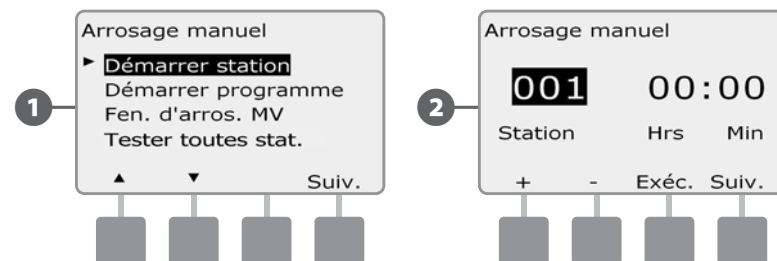 1
Arrosage manuel
► Démarrer station
Démarrer programme
Fen. d'arros. MV
Tester toutes stat.
▲ ▼ Suiv.
2
Arrosage manuel
001 00:00
Station Hrs Min
+ - Exéc. Suiv.